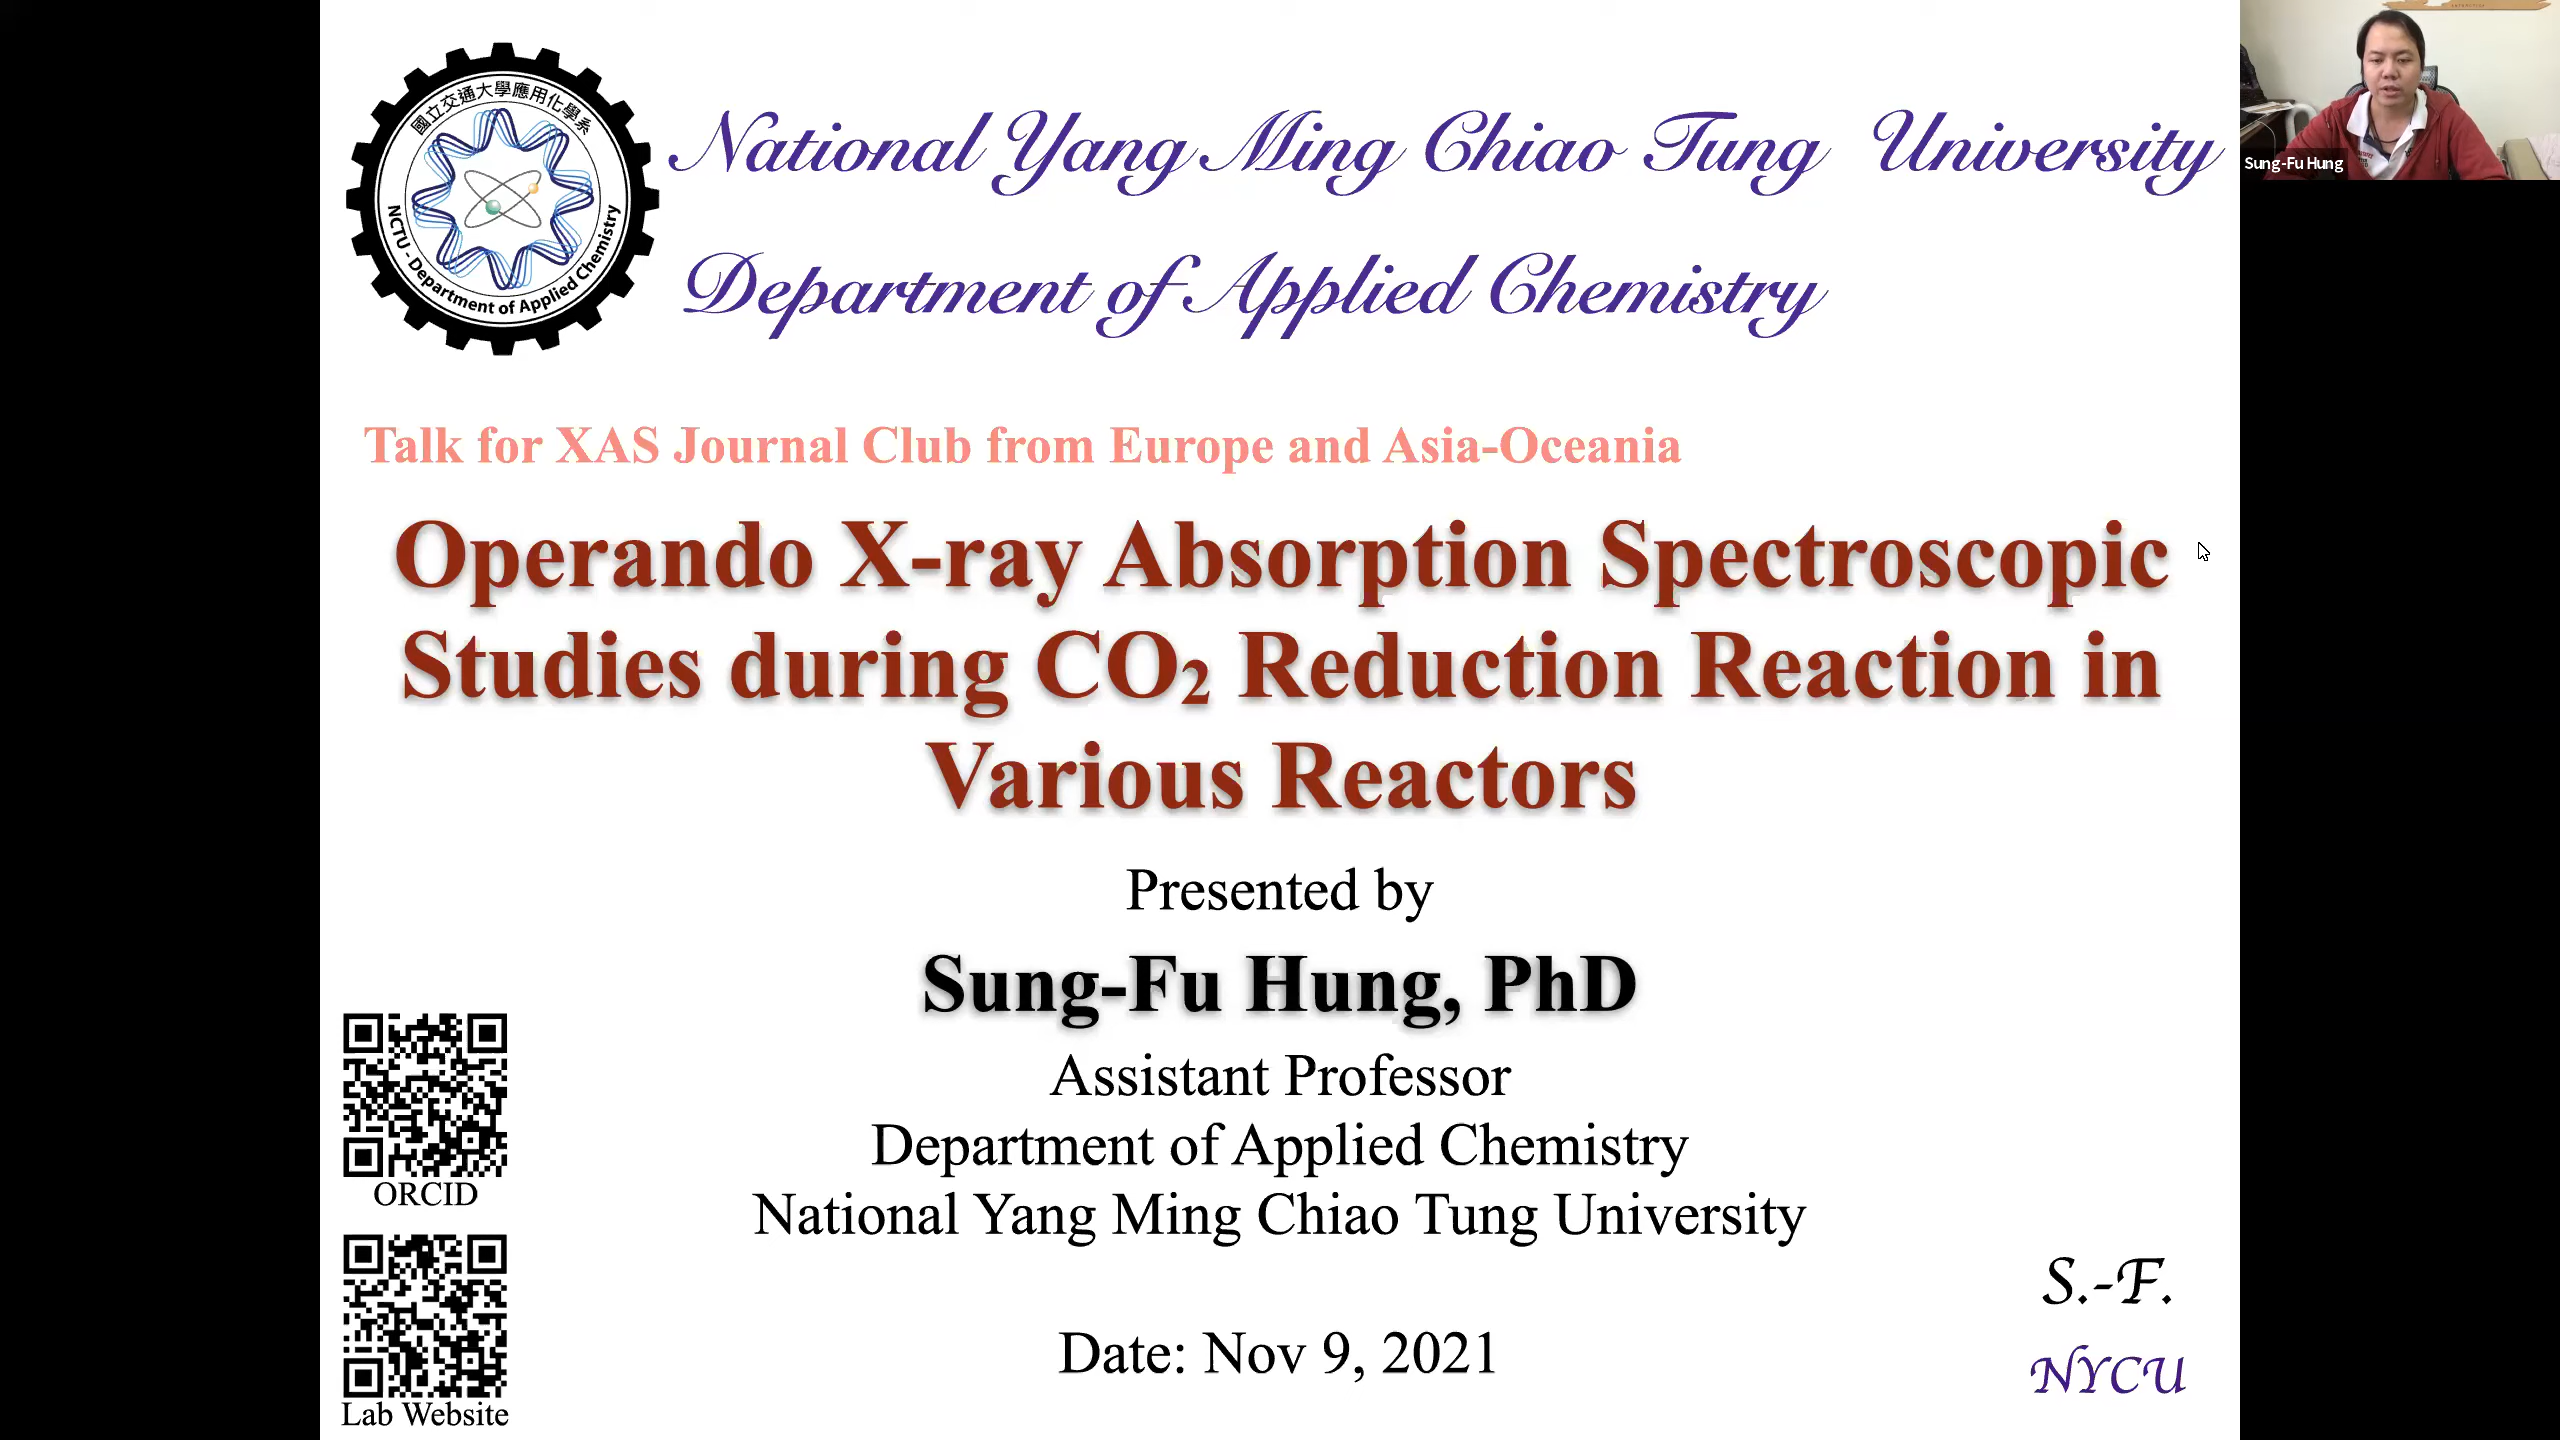 國立交通大學應用化學系
NCTU - Department of Applied Chemistry
National Yang Ming Chiao Tung University
Department of Applied Chemistry
Sung-Fu Hung
Talk for XAS Journal Club from Europe and Asia-Oceania
Operando X-ray Absorption Spectroscopic
Studies during CO₂ Reduction Reaction in
Various Reactors
Presented by
Sung-Fu Hung, PhD
Assistant Professor
Department of Applied Chemistry
National Yang Ming Chiao Tung University
Date: Nov 9, 2021
ORCID
Lab Website
S.-F.
NYCU